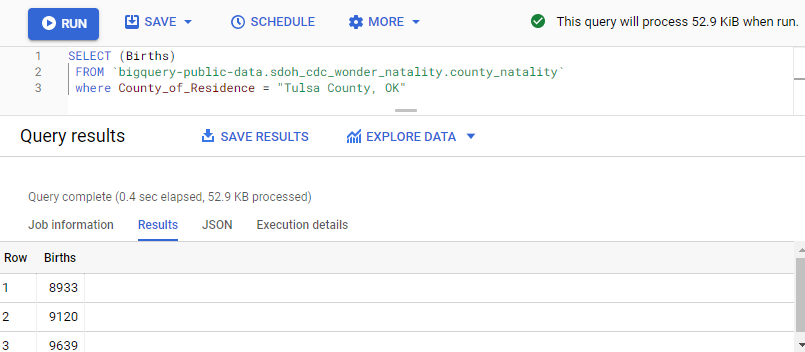 RUN SAVE SCHEDULE MORE This query will process 52.9 KiB when run.
1 SELECT (Births)
2 FROM `bigquery-public-data.sdoh_cdc_wonder_natality.county_natality`
3 where County_of_Residence = "Tulsa County, OK"
Query results SAVE RESULTS EXPLORE DATA
Query complete (0.4 sec elapsed, 52.9 KB processed)
Job information Results JSON Execution details
Row Births
1 8933
2 9120
3 9639